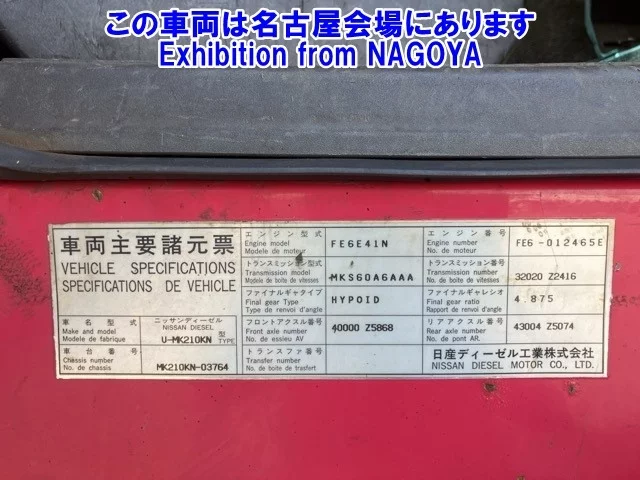 この車両は名古屋会場にあります
Exhibition from NAGOYA
車両主要諸元票
VEHICLE SPECIFICATIONS
SPECIFICATIONS DE VEHICLE
車名型式
Make and model
Modele de fabrique
ニッサンディーゼル
NISSAN DIESEL
U-MK210KN
型
TYPE
車台番号
Chassis number
No. de chassis
MK210KN-03764
エンジン型式
Engine model
Modele de moteur
FE6E41N
エンジン番号
Engine number
No. de moteur
FE6-012465E
トランスミッション型式
Transmission model
Modele de boite de vitesses
MKS60A6AAA
トランスミッション番号
Transmission number
No. de boite de vitesses
32020 Z2416
ファイナルギャタイプ
Final gear Type
Type de renvoi d'angle
HYPOID
ファイナルギャレシオ
Final gear ratio
Rapport de renvoi d'angle
4.875
フロントアクスル番号
Front axle number
No. de essieu AV
40000 Z5868
リヤアクスル番号
Rear axle number
No. de pont AR.
43004 Z5074
トランスファ番号
Transfer number
No. de boite de trasfert
日産ディーゼル工業株式会社
NISSAN DIESEL MOTOR CO., LTD.